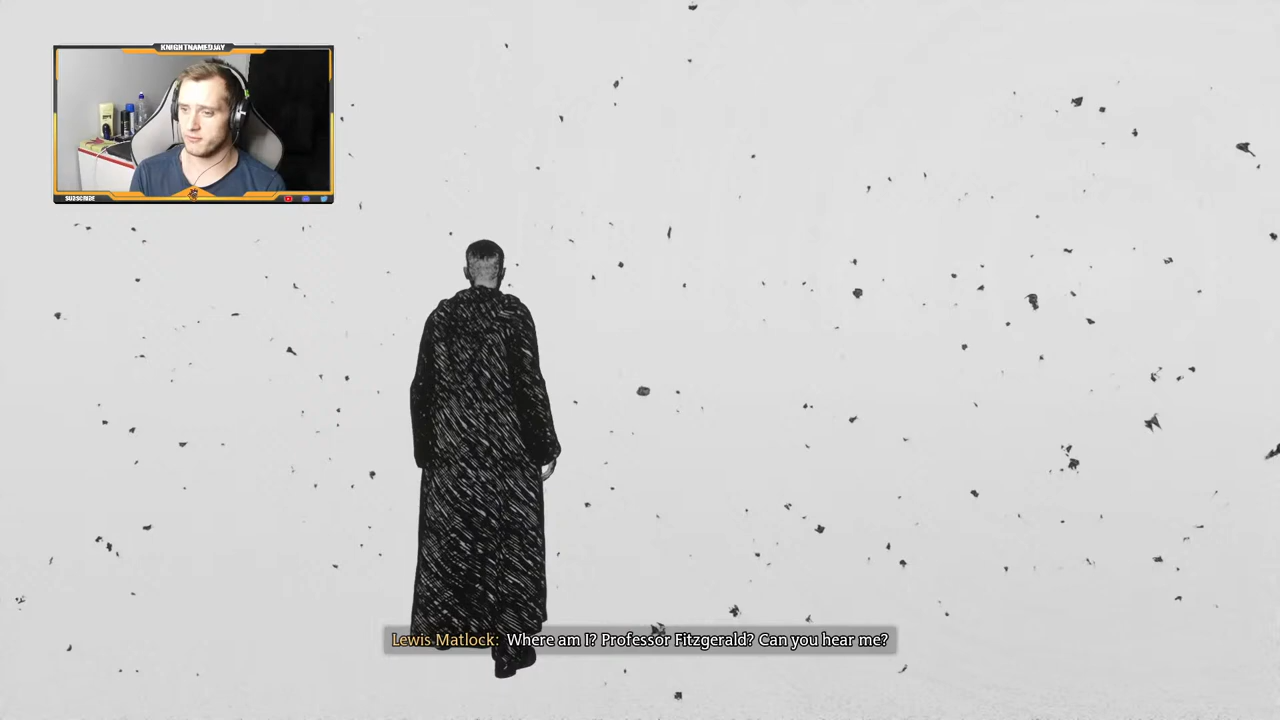 KNIGHTNAMEDJAY
SUBSCRIBE
Lewis Matlock: Where am I? Professor Fitzgerald? Can you hear me?